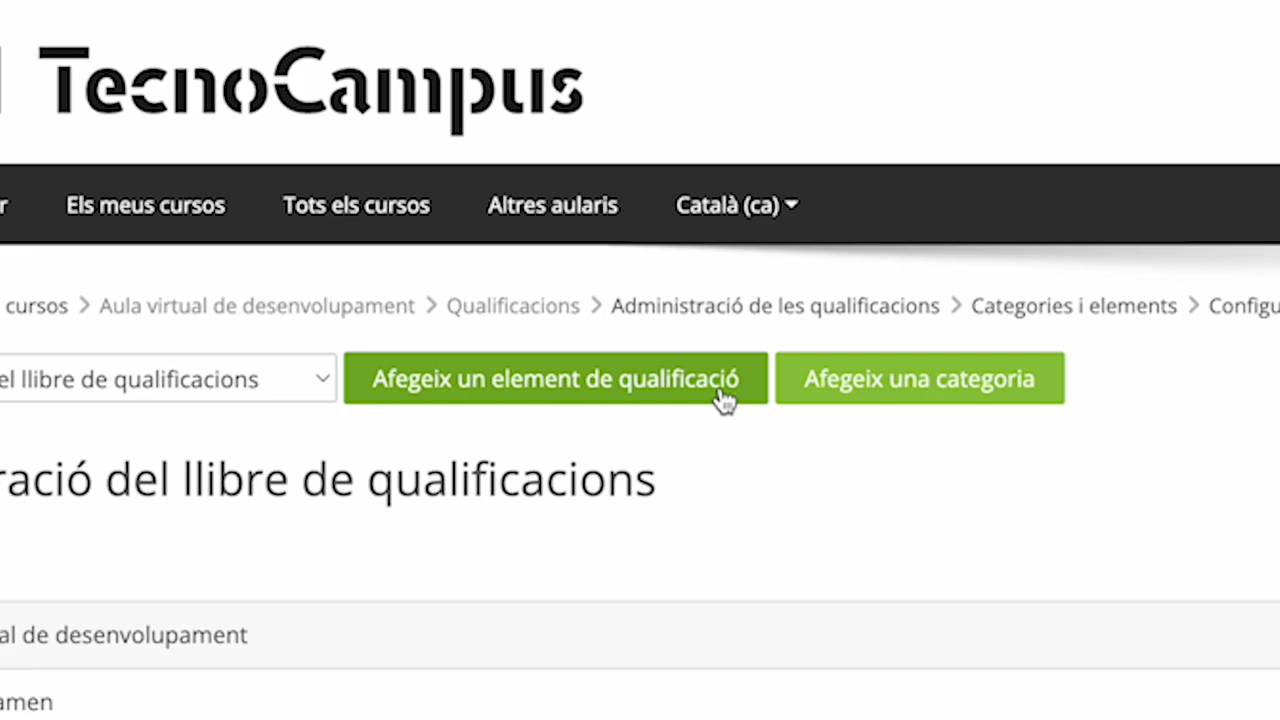 TecnoCampus
r Els meus cursos Tots els cursos Altres aularis Català (ca)
cursos > Aula virtual de desenvolupament > Qualificacions > Administració de les qualificacions > Categories i elements > Configu
el llibre de qualificacions Afegeix un element de qualificació Afegeix una categoria
ració del llibre de qualificacions
al de desenvolupament
amen